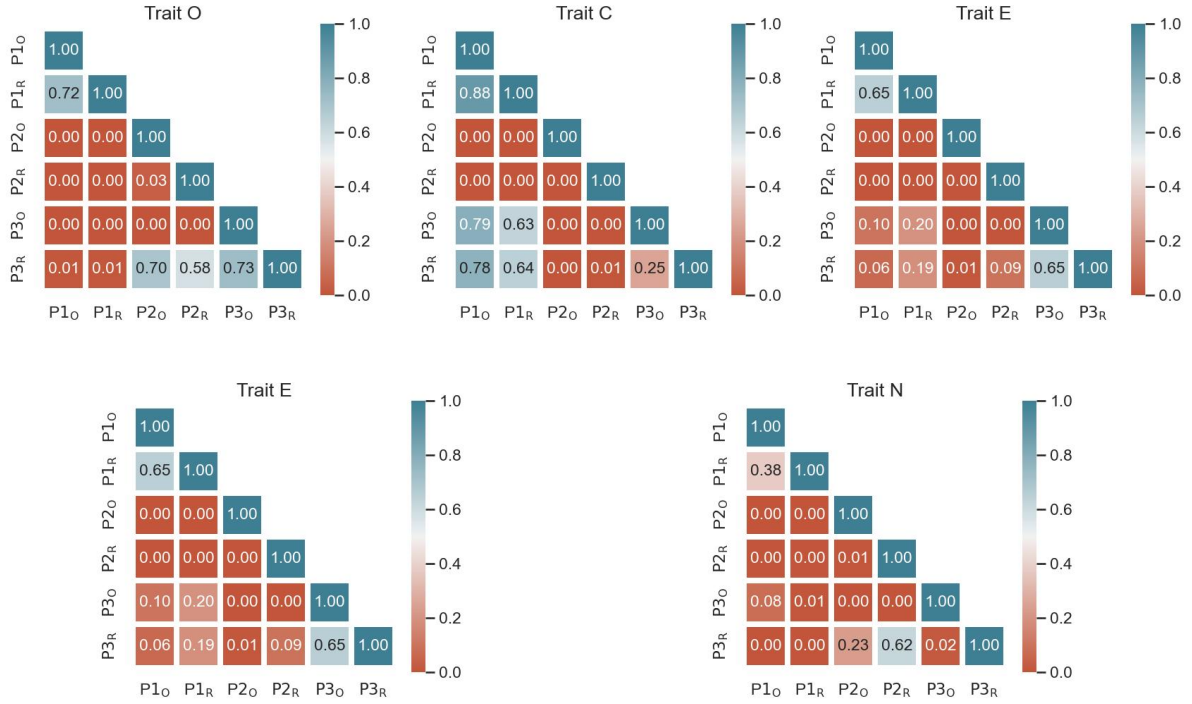 Trait O
P1O 1.00 1.0
P1R 0.72 1.00 0.8
P2O 0.00 0.00 1.00 0.6
P2R 0.00 0.00 0.03 1.00 0.4
P3O 0.00 0.00 0.00 0.00 1.00 0.2
P3R 0.01 0.01 0.70 0.58 0.73 1.00 0.0
P1O P1R P2O P2R P3O P3R
Trait C
P1O 1.00 1.0
P1R 0.88 1.00 0.8
P2O 0.00 0.00 1.00 0.6
P2R 0.00 0.00 0.00 1.00 0.4
P3O 0.79 0.63 0.00 0.00 1.00 0.2
P3R 0.78 0.64 0.00 0.01 0.25 1.00 0.0
P1O P1R P2O P2R P3O P3R
Trait E
P1O 1.00 1.0
P1R 0.65 1.00 0.8
P2O 0.00 0.00 1.00 0.6
P2R 0.00 0.00 0.00 1.00 0.4
P3O 0.10 0.20 0.00 0.00 1.00 0.2
P3R 0.06 0.19 0.01 0.09 0.65 1.00 0.0
P1O P1R P2O P2R P3O P3R
Trait E
P1O 1.00 1.0
P1R 0.65 1.00 0.8
P2O 0.00 0.00 1.00 0.6
P2R 0.00 0.00 0.00 1.00 0.4
P3O 0.10 0.20 0.00 0.00 1.00 0.2
P3R 0.06 0.19 0.01 0.09 0.65 1.00 0.0
P1O P1R P2O P2R P3O P3R
Trait N
P1O 1.00 1.0
P1R 0.38 1.00 0.8
P2O 0.00 0.00 1.00 0.6
P2R 0.00 0.00 0.01 1.00 0.4
P3O 0.08 0.01 0.00 0.00 1.00 0.2
P3R 0.00 0.00 0.23 0.62 0.02 1.00 0.0
P1O P1R P2O P2R P3O P3R